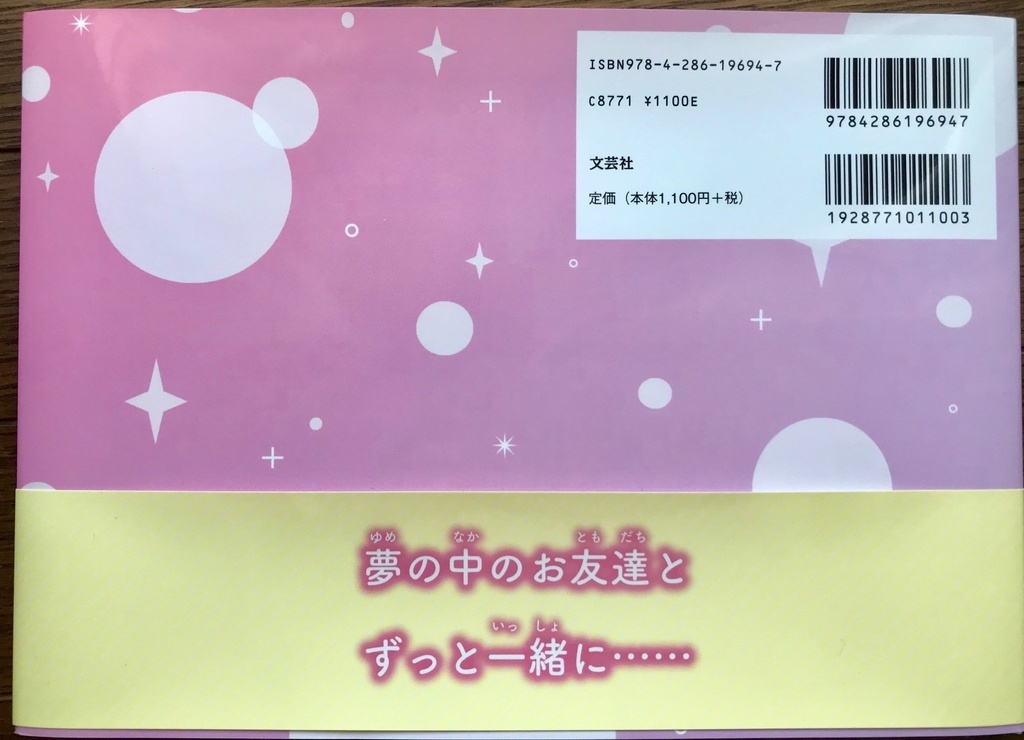 ISBN978-4-286-19694-7
C8771 ¥1100E
9784286196947
文芸社
定価（本体1,100円＋税）
1928771011003
ゆめ なか とも だち
夢の中のお友達と
いっ しょ
ずっと一緒に……